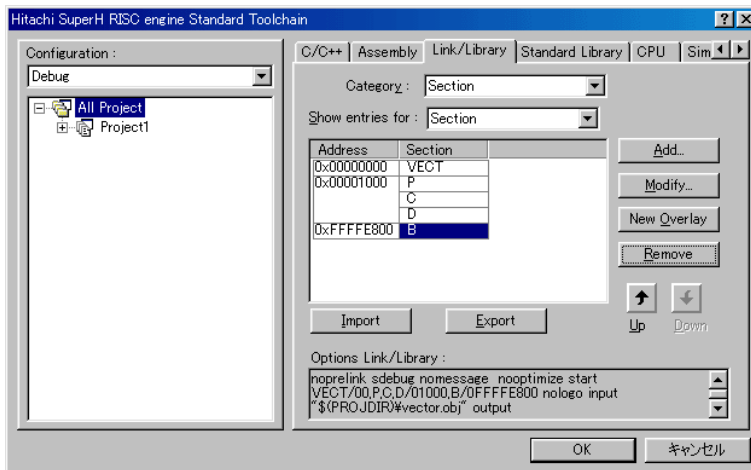 Hitachi SuperH RISC engine Standard Toolchain
Configuration :
Debug
All Project
Project1
C/C++ Assembly Link/Library Standard Library CPU Sim
Category : Section
Show entries for : Section
Address Section
0x00000000 VECT
0x00001000 P
C
D
0xFFFFE800 B
Add...
Modify...
New Overlay
Remove
Import Export
Up Down
Options Link/Library :
noprelink sdebug nomessage nooptimize start
VECT/00,P,C,D/01000,B/0FFFFE800 nologo input
"$(PROJDIR)¥vector.obj" output
OK キャンセル